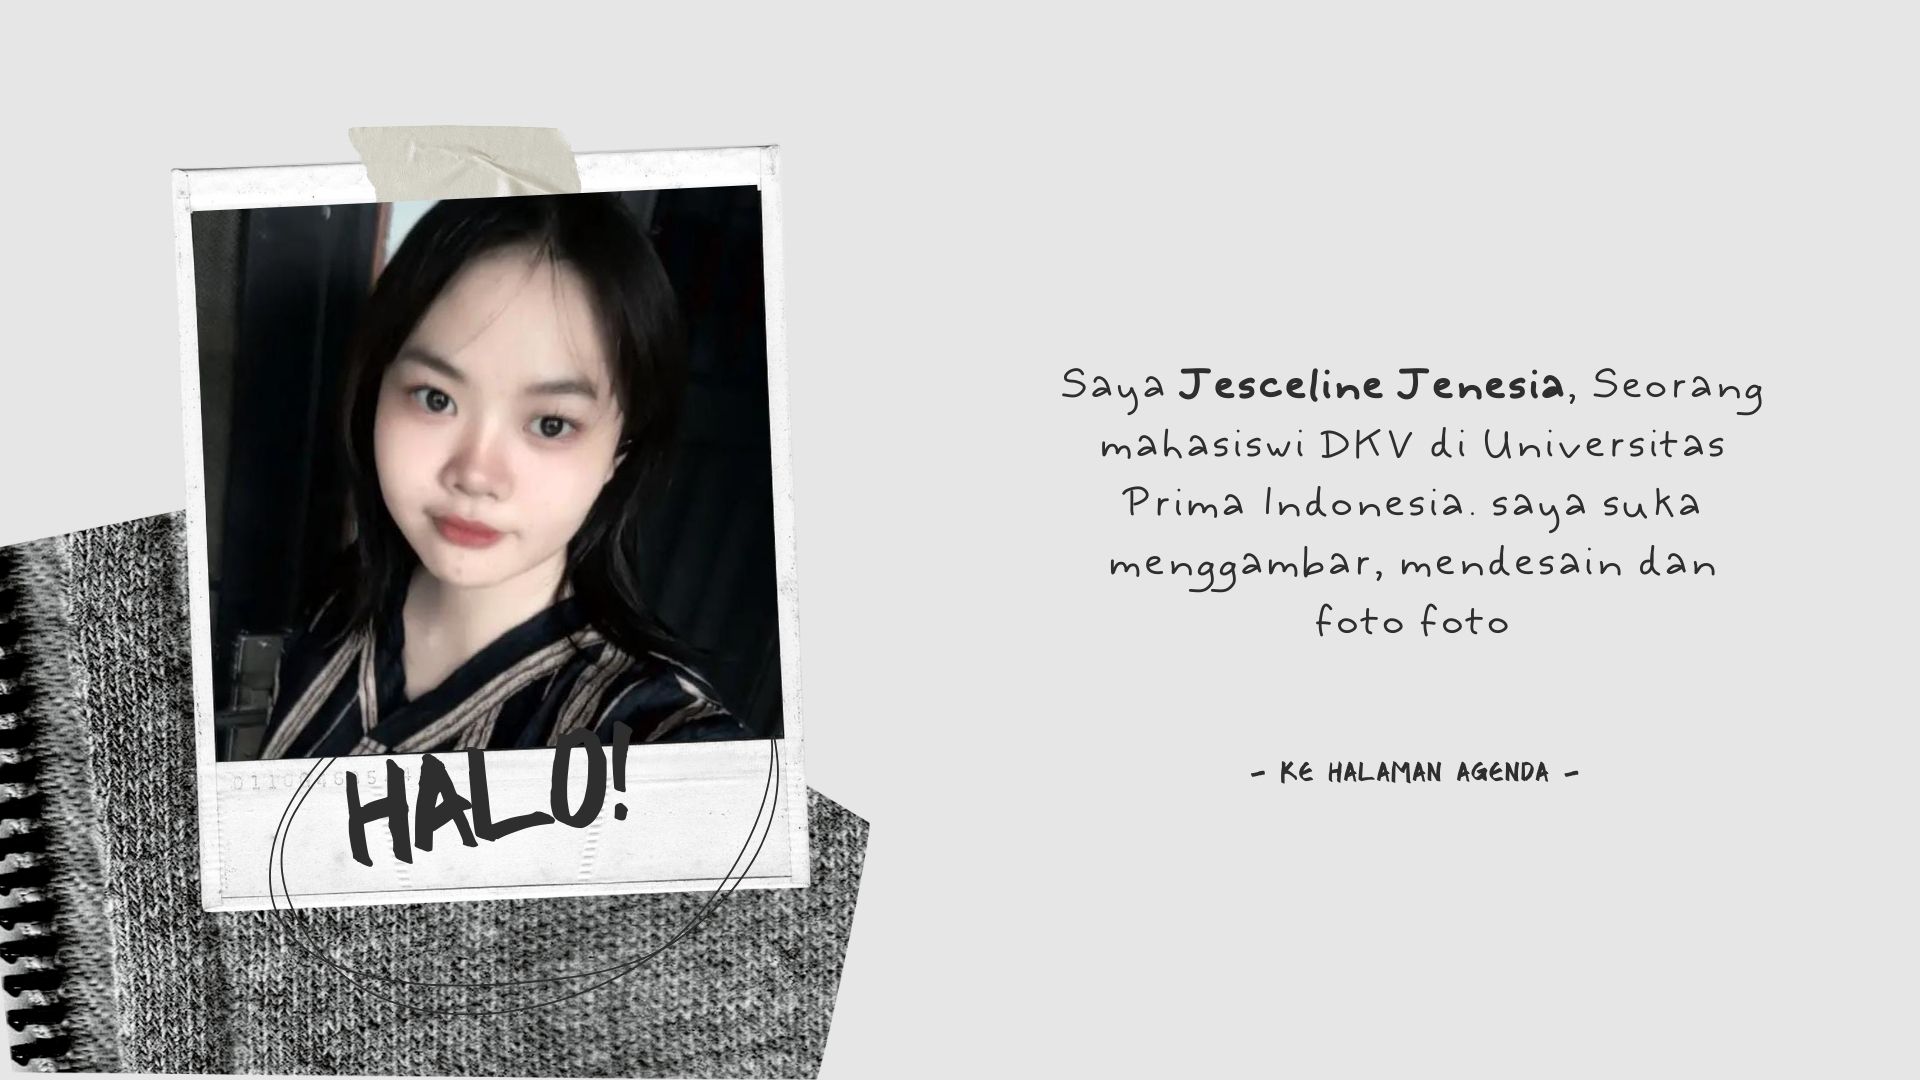 HALO!
Saya Jesceline Jenesia, Seorang
mahasiswi DKV di Universitas
Prima Indonesia. saya suka
menggambar, mendesain dan
foto foto
- KE HALAMAN AGENDA -